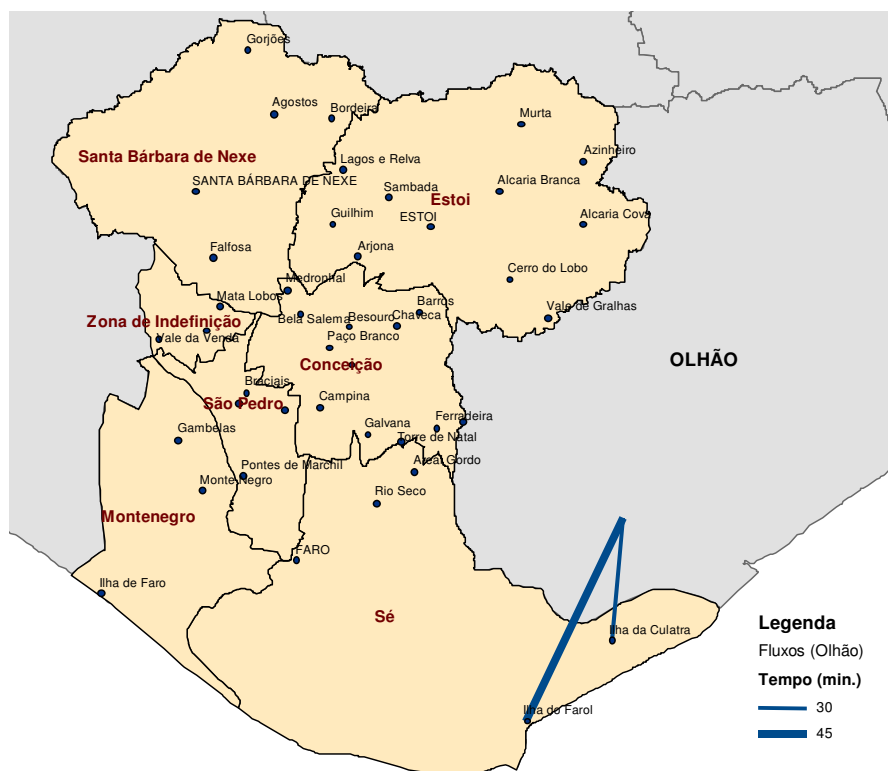 Gorjões
Agostos
Bordeira
Murta
Santa Bárbara de Nexe
Azinheiro
Lagos e Relva
SANTA BÁRBARA DE NEXE
Sambada
Alcaria Branca
Estoi
Guilhim
ESTOI
Alcaria Cova
Falfosa
Arjona
Cerro do Lobo
Medronhal
Mata Lobos
Barros
Vale de Gralhas
Zona de Indefinição
Bela Salema
Besouro
Chaveca
Vale da Venda
Paço Branco
Conceição
OLHÃO
Braciais
São Pedro
Campina
Gambelas
Galvana
Ferradeira
Torre de Natal
Pontes de Marchil
Areal Gordo
Monte Negro
Rio Seco
Montenegro
FARO
Ilha de Faro
Sé
Ilha da Culatra
Ilha do Farol
Legenda
Fluxos (Olhão)
Tempo (min.)
30
45